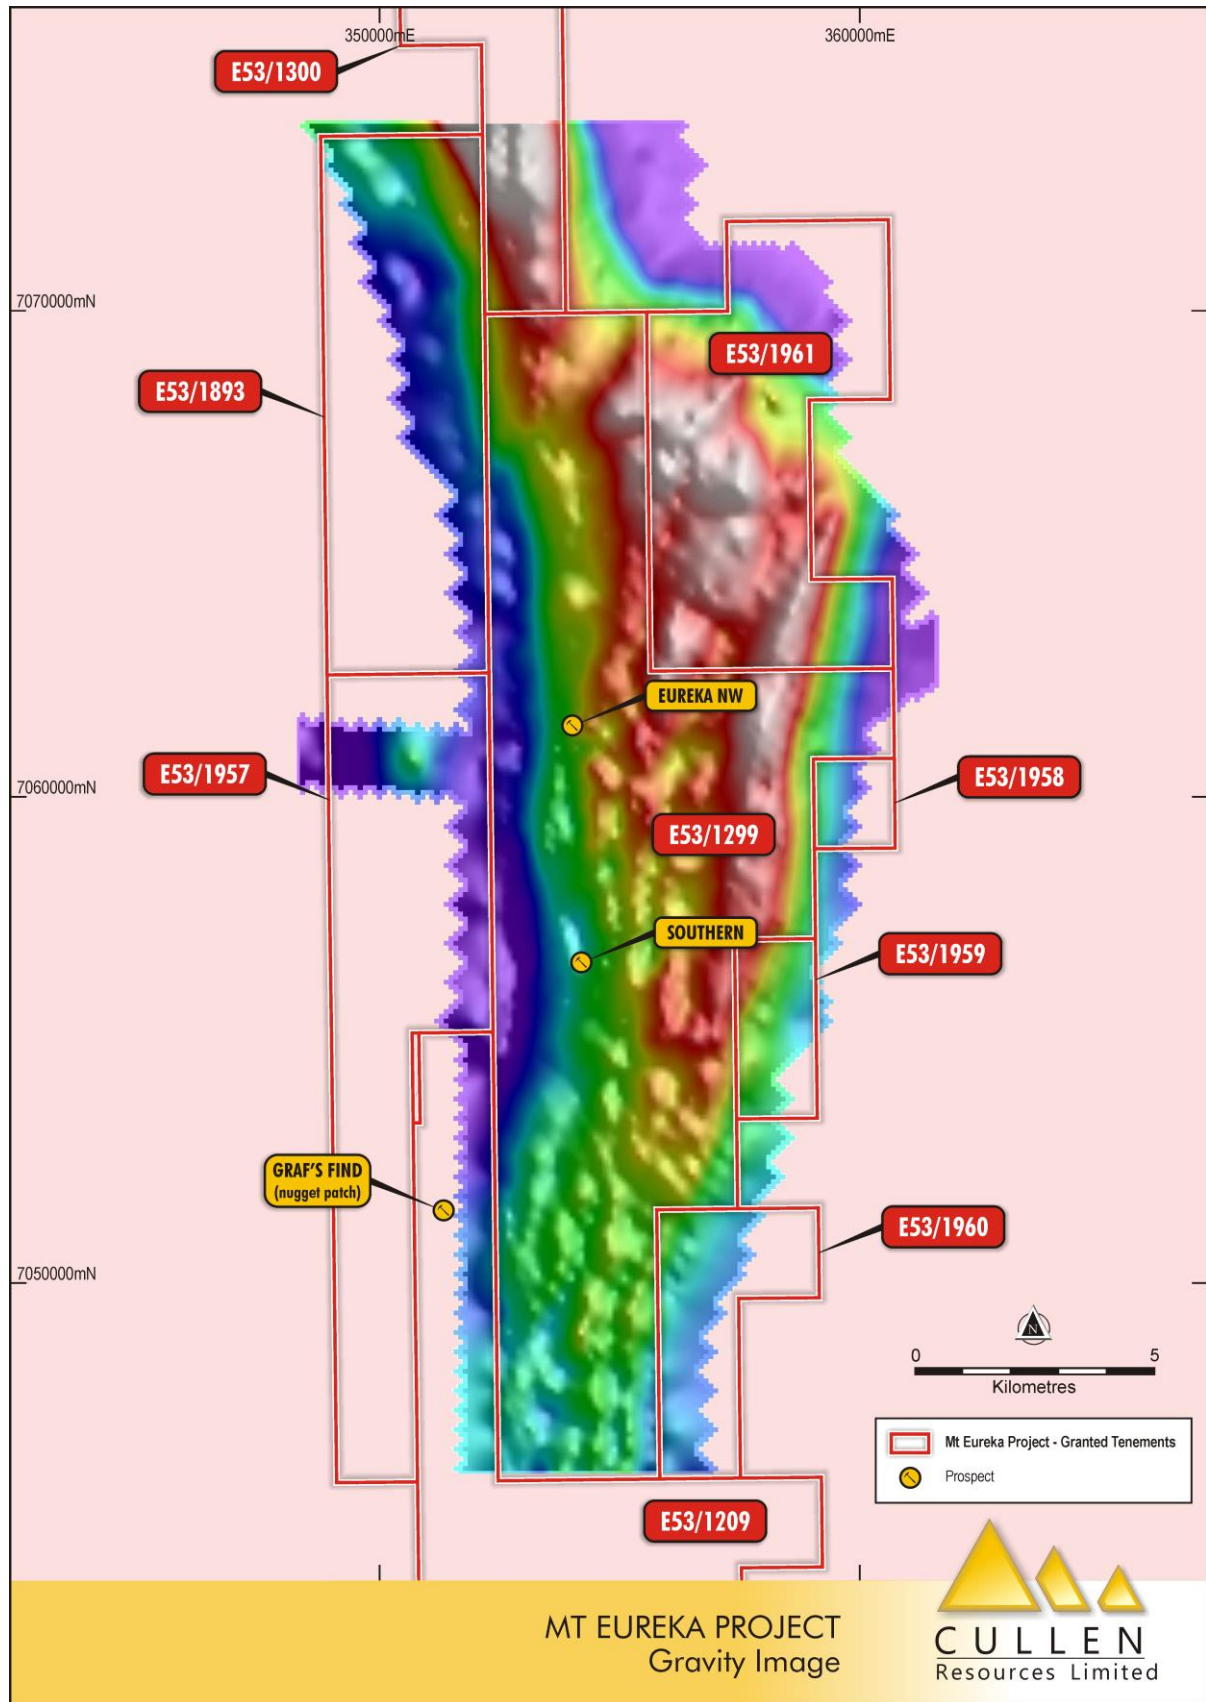 350000mE
360000mE
E53/1300
7070000mN
E53/1961
E53/1893
EUREKA NW
E53/1957
E53/1958
7060000mN
E53/1299
SOUTHERN
E53/1959
GRAF'S FIND
(nugget patch)
E53/1960
7050000mN
N
0
5
Kilometres
Mt Eureka Project - Granted Tenements
Prospect
E53/1209
MT EUREKA PROJECT
Gravity Image
CULLEN
Resources Limited